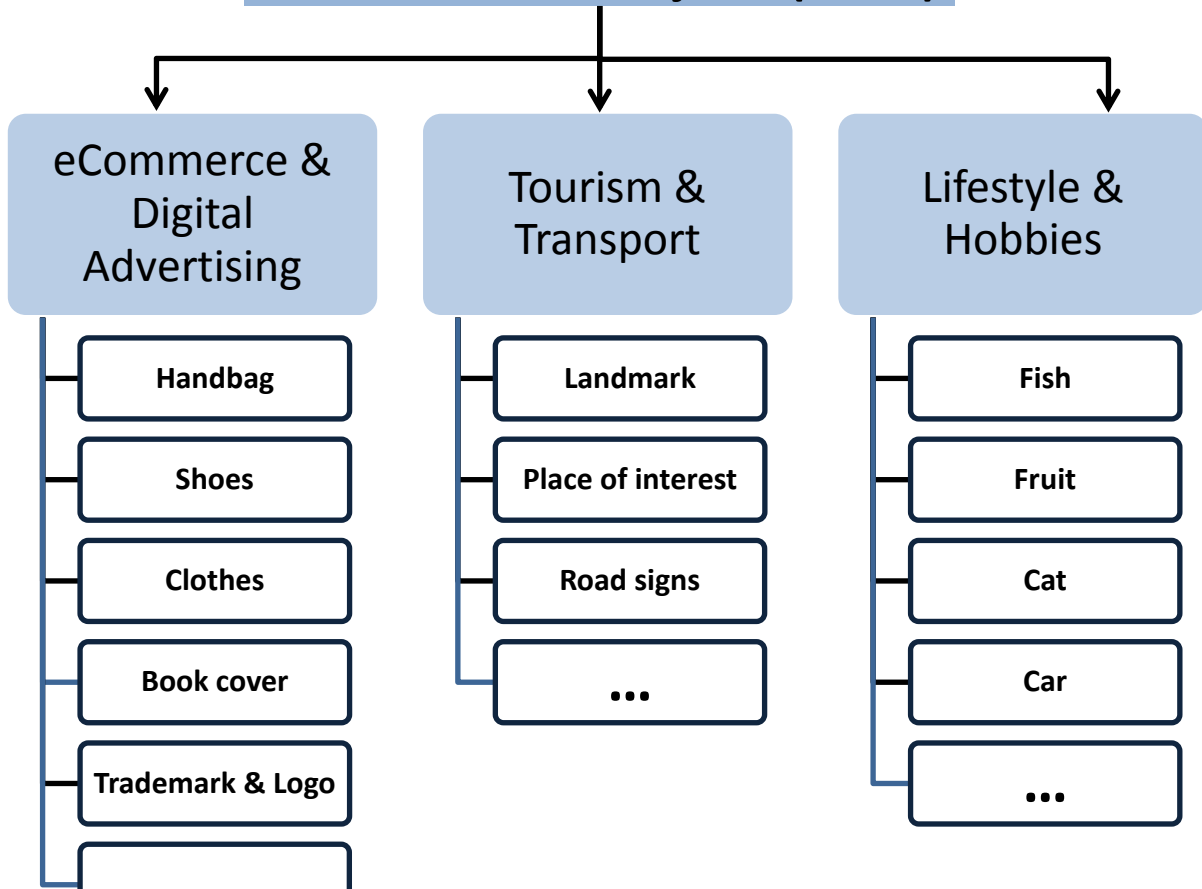 eCommerce &
Digital
Advertising
Handbag
Shoes
Clothes
Book cover
Trademark & Logo
Tourism &
Transport
Landmark
Place of interest
Road signs
...
Lifestyle &
Hobbies
Fish
Fruit
Cat
Car
...